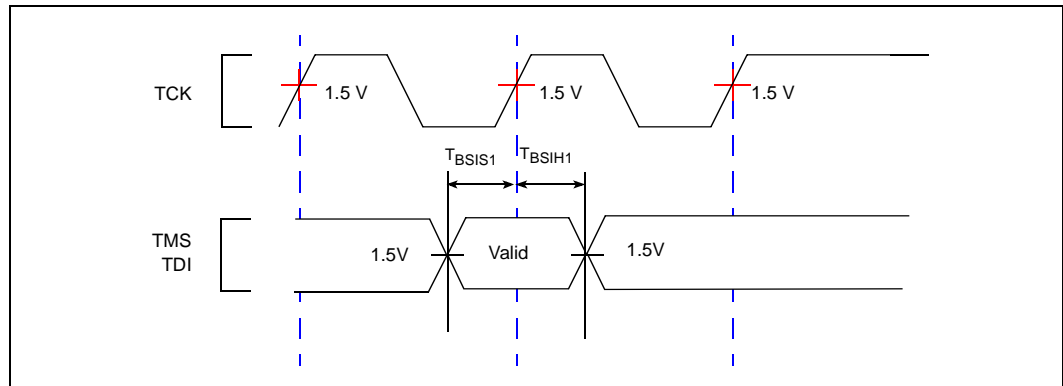 TCK
1.5 V
1.5 V
1.5 V
TBSIS1
TBSIH1
TMS
TDI
1.5V
Valid
1.5V